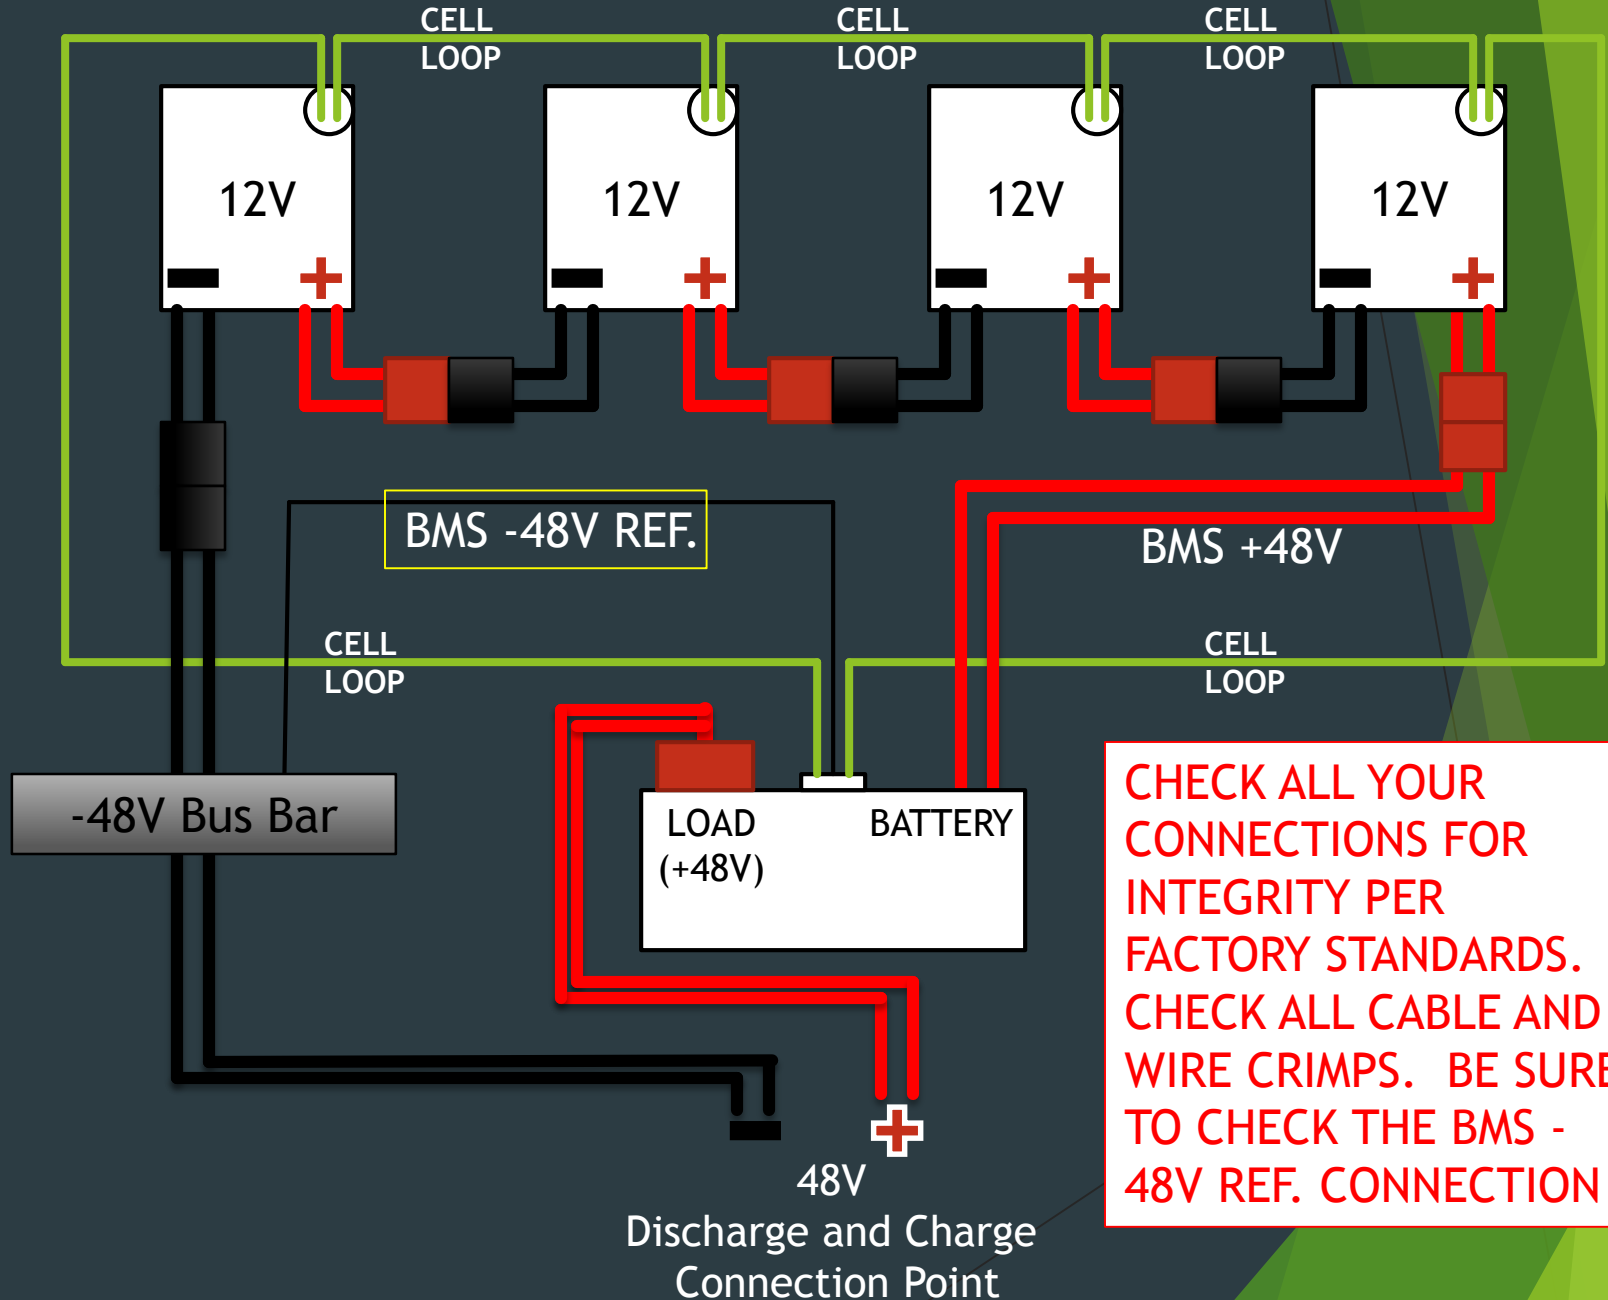 CELL
LOOP
CELL
LOOP
CELL
LOOP
12V
12V
12V
12V
BMS -48V REF.
BMS +48V
CELL
LOOP
CELL
LOOP
-48V Bus Bar
LOAD
(+48V)
BATTERY
CHECK ALL YOUR
CONNECTIONS FOR
INTEGRITY PER
FACTORY STANDARDS.
CHECK ALL CABLE AND
WIRE CRIMPS.  BE SURE
TO CHECK THE BMS -
48V REF. CONNECTION
48V
Discharge and Charge
Connection Point